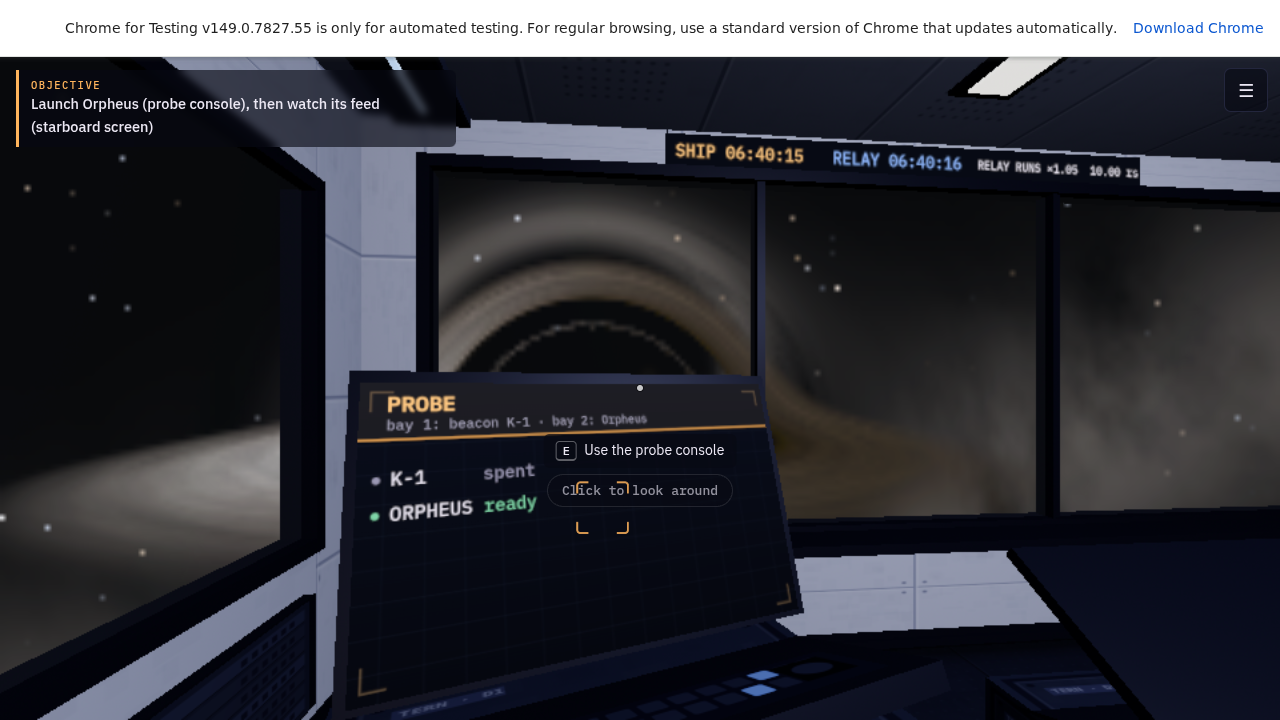 Chrome for Testing v149.0.7827.55 is only for automated testing. For regular browsing, use a standard version of Chrome that updates automatically. Download Chrome
OBJECTIVE
Launch Orpheus (probe console), then watch its feed
(starboard screen)
☰
SHIP 06:40:15 RELAY 06:40:16 RELAY RUNS ×1.05 10.00 rs
PROBE
bay 1: beacon K-1 · bay 2: Orpheus
E Use the probe console
K-1 spent
ORPHEUS ready
Click to look around